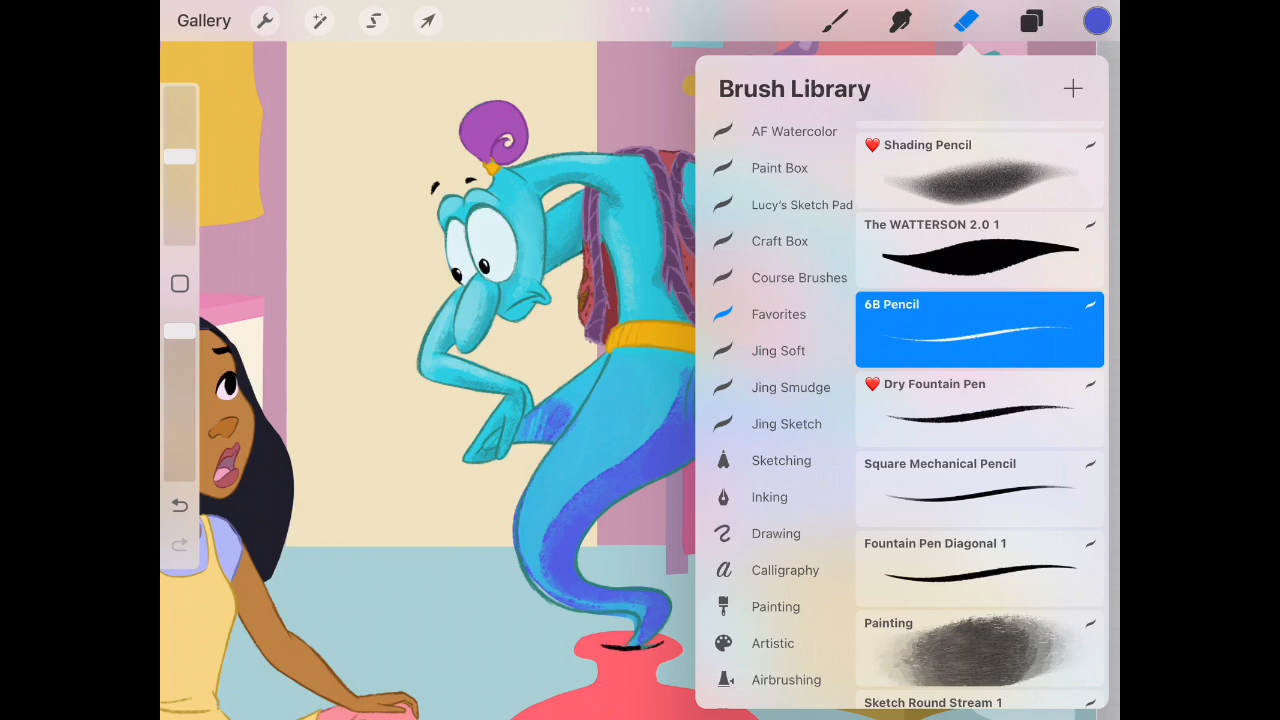 Gallery
Brush Library
AF Watercolor
Paint Box
Lucy's Sketch Pad
Craft Box
Course Brushes
Favorites
Jing Soft
Jing Smudge
Jing Sketch
Sketching
Inking
Drawing
Calligraphy
Painting
Artistic
Airbrushing
Shading Pencil
The WATTERSON 2.0 1
6B Pencil
Dry Fountain Pen
Square Mechanical Pencil
Fountain Pen Diagonal 1
Painting
Sketch Round Stream 1